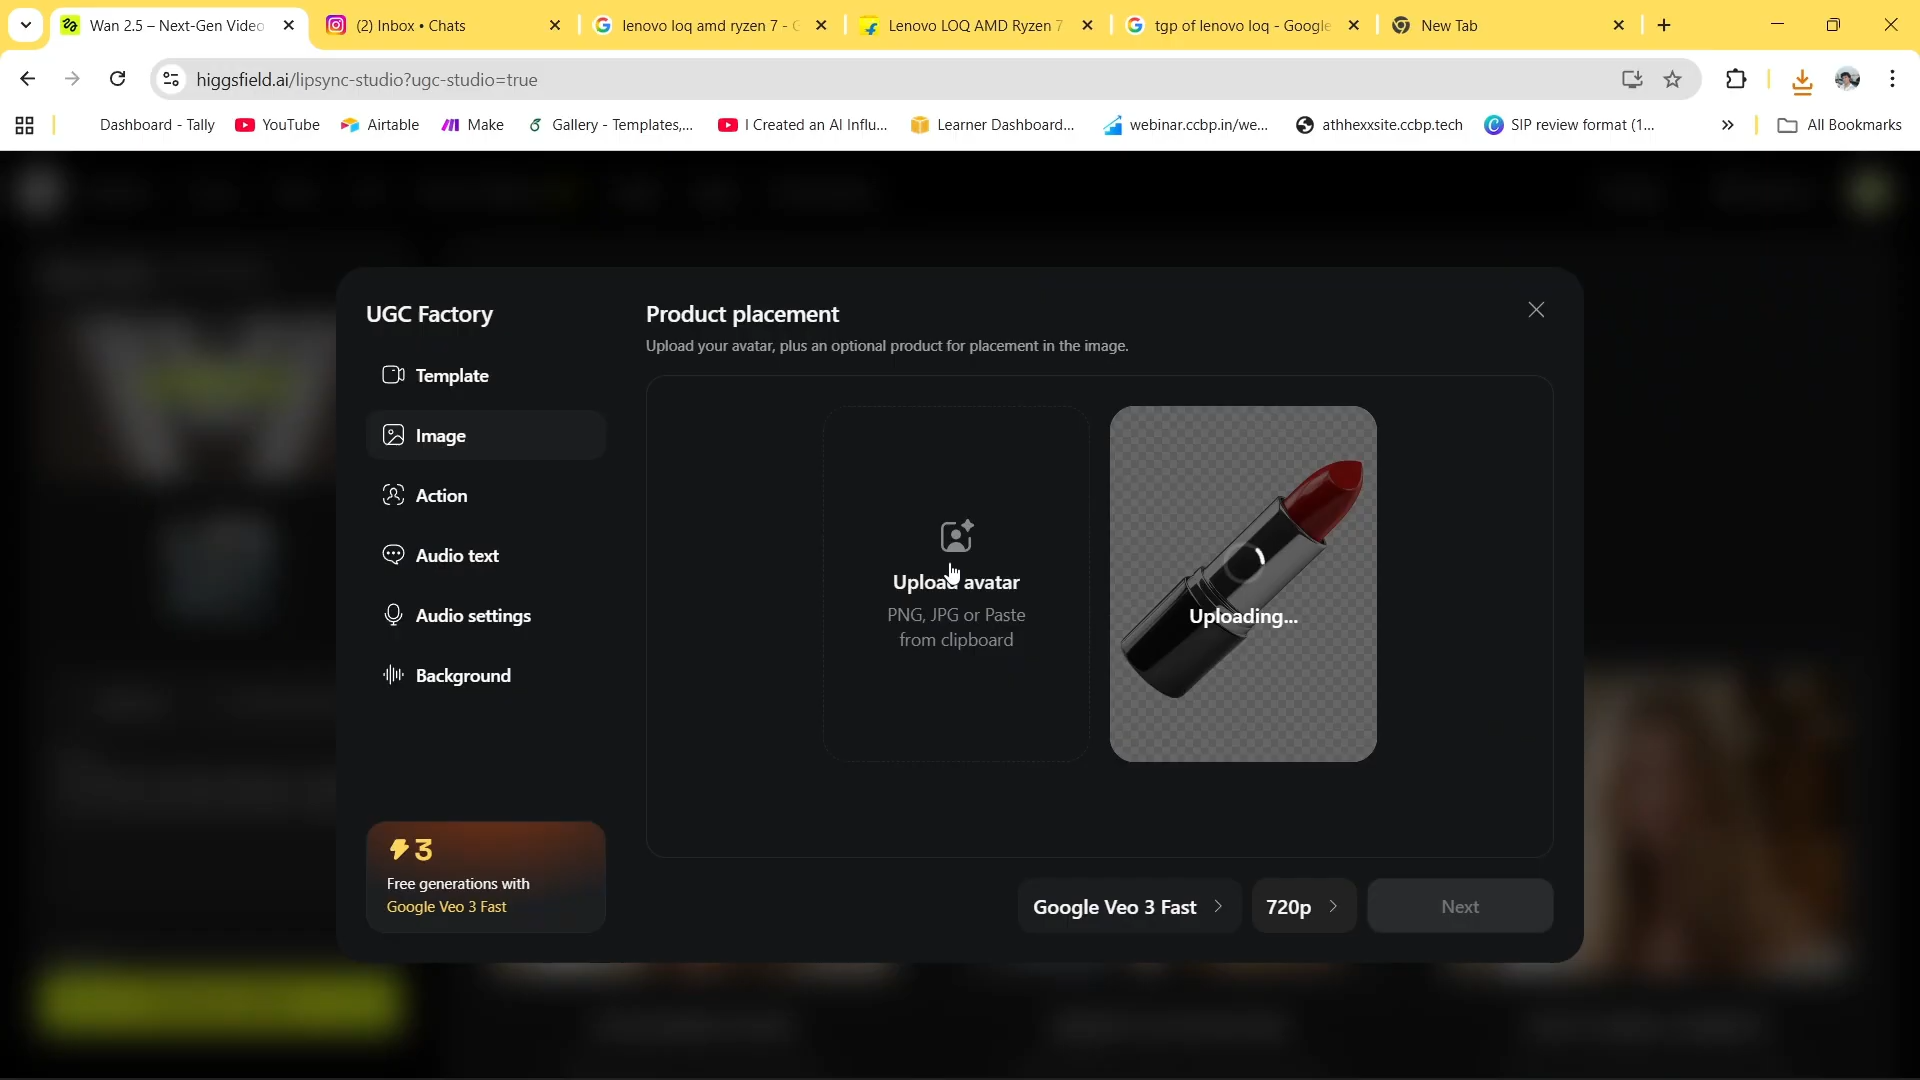 Wan 2.5 – Next-Gen Video
(2) Inbox • Chats
lenovo loq amd ryzen 7 - G
Lenovo LOQ AMD Ryzen 7
tgp of lenovo loq - Google
New Tab
higgsfield.ai/lipsync-studio?ugc-studio=true
Dashboard - Tally
YouTube
Airtable
Make
Gallery - Templates,...
I Created an AI Influ...
Learner Dashboard...
webinar.ccbp.in/we...
athhexxsite.ccbp.tech
SIP review format (1...
»
All Bookmarks
UGC Factory
Template
Image
Action
Audio text
Audio settings
Background
3
Free generations with
Google Veo 3 Fast
Product placement
Upload your avatar, plus an optional product for placement in the image.
Upload avatar
PNG, JPG or Paste
from clipboard
Uploading...
Google Veo 3 Fast
720p
Next